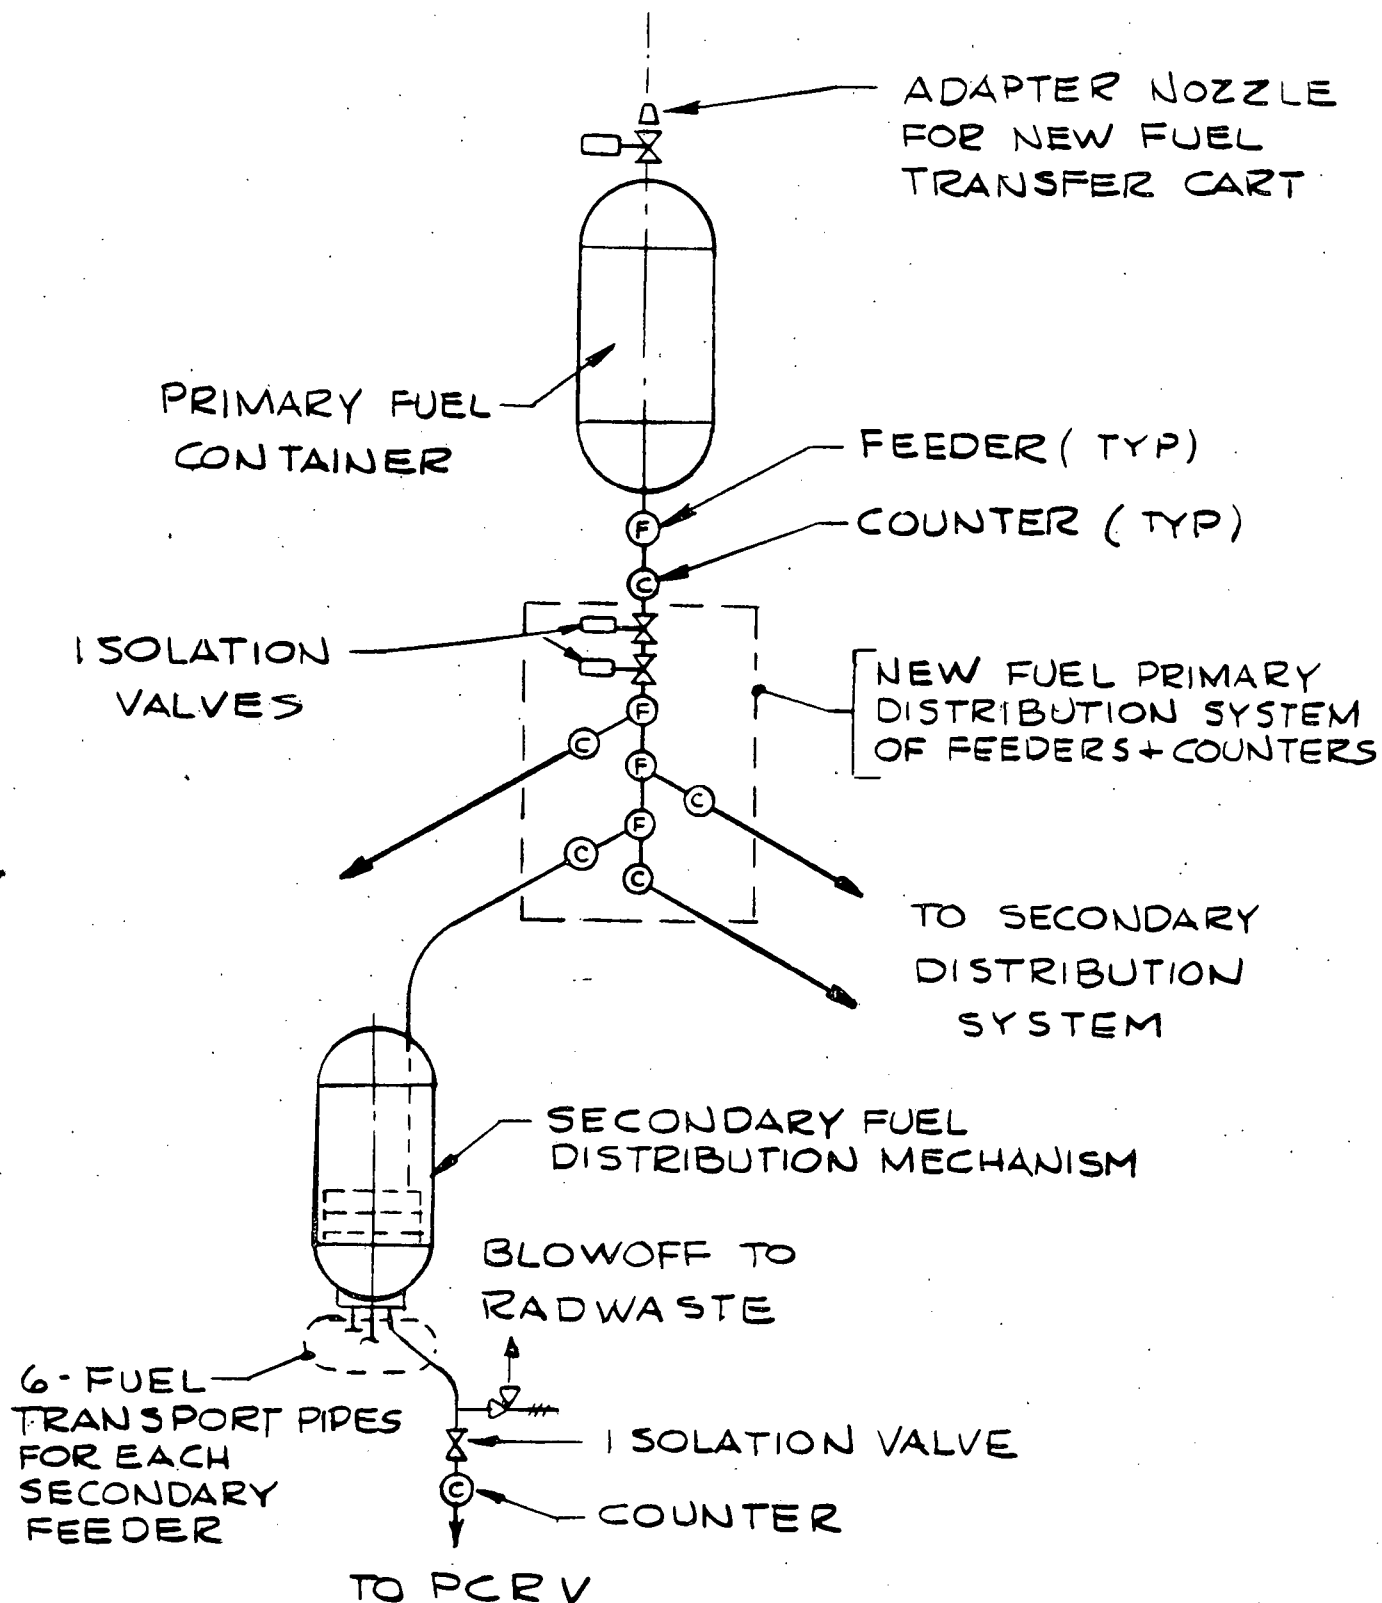 ADAPTER NOZZLE
FOR NEW FUEL
TRANSFER CART
PRIMARY FUEL
CONTAINER
FEEDER ( TYP)
F
COUNTER ( TYP)
C
ISOLATION
VALVES
NEW FUEL PRIMARY
DISTRIBUTION SYSTEM
OF FEEDERS + COUNTERS
F
C
F
C
F
C
C
TO SECONDARY
DISTRIBUTION
SYSTEM
SECONDARY FUEL
DISTRIBUTION MECHANISM
BLOWOFF TO
RADWASTE
6-FUEL
TRANSPORT PIPES
FOR EACH
SECONDARY
FEEDER
ISOLATION VALVE
C
COUNTER
TO PCRV